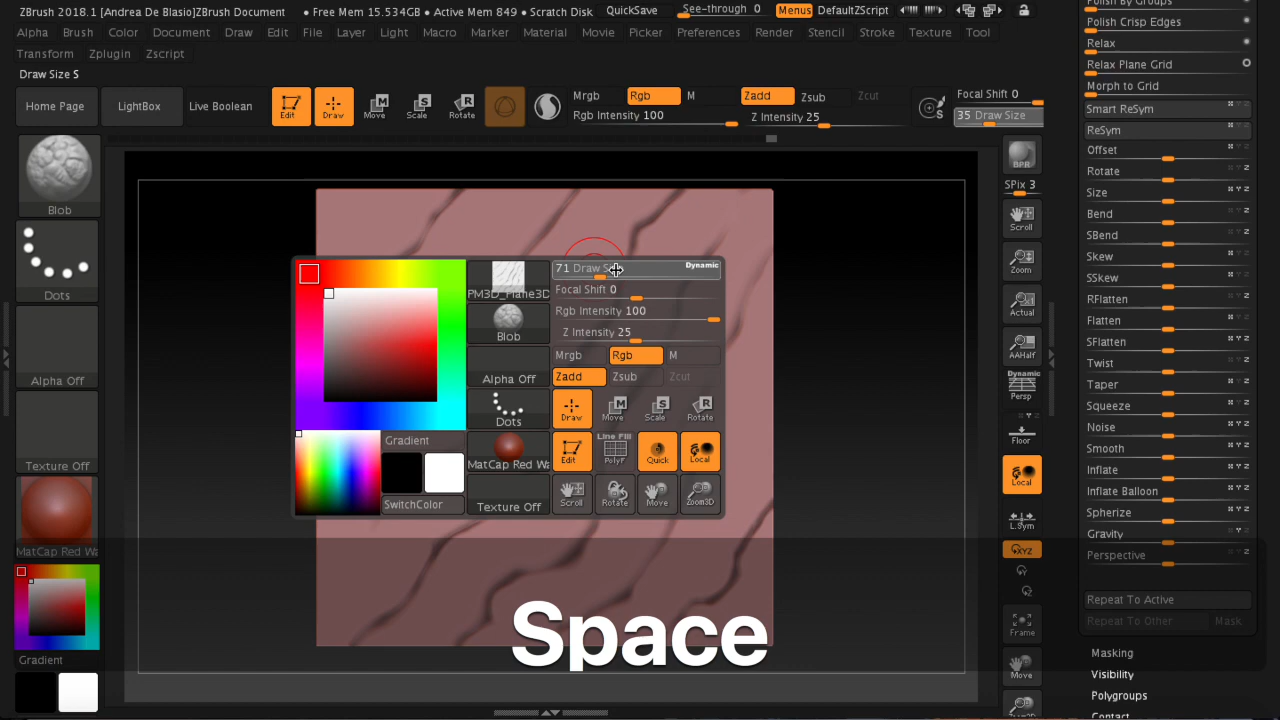 ZBrush 2018.1 [Andrea De Blasio]ZBrush Document
• Free Mem 15.534GB • Active Mem 849 • Scratch Disk
QuickSave
See-through 0
Menus
DefaultZScript
Alpha Brush Color Document Draw Edit File Layer Light Macro Marker Material Movie Picker Preferences Render Stencil Stroke Texture Tool
Transform Zplugin Zscript
Draw Size S
Home Page
LightBox
Live Boolean
Edit
Draw
Move
Scale
Rotate
Mrgb Rgb M
Rgb Intensity 100
Zadd Zsub Zcut
Z Intensity 25
S
Focal Shift 0
35 Draw Size
Blob
Dots
Alpha Off
Texture Off
MatCap Red Wa
Gradient
PM3D_Plane3D
Blob
Alpha Off
Dots
MatCap Red Wa
Texture Off
Gradient
SwitchColor
71 Draw Si
Dynamic
Focal Shift 0
Rgb Intensity 100
Z Intensity 25
Mrgb Rgb M
Zadd Zsub Zcut
Draw Move Scale Rotate
Line Fill
Edit PolyF Quick Local
Scroll Rotate Move Zoom3D
Space
BPR
SPix 3
Scroll
Zoom
Actual
AAHalf
Dynamic
Persp
Floor
Local
L.Sym
XYZ
Y
Z
Frame
Move
Zoom3D
Polish By Groups
Polish Crisp Edges
Relax
Relax Plane Grid
Morph to Grid
Smart ReSym
ReSym
Offset
Rotate
Size
Bend
SBend
Skew
SSkew
RFlatten
Flatten
SFlatten
Twist
Taper
Squeeze
Noise
Smooth
Inflate
Inflate Balloon
Spherize
Gravity
Perspective
Repeat To Active
Repeat To Other Mask
Masking
Visibility
Polygroups
Contact